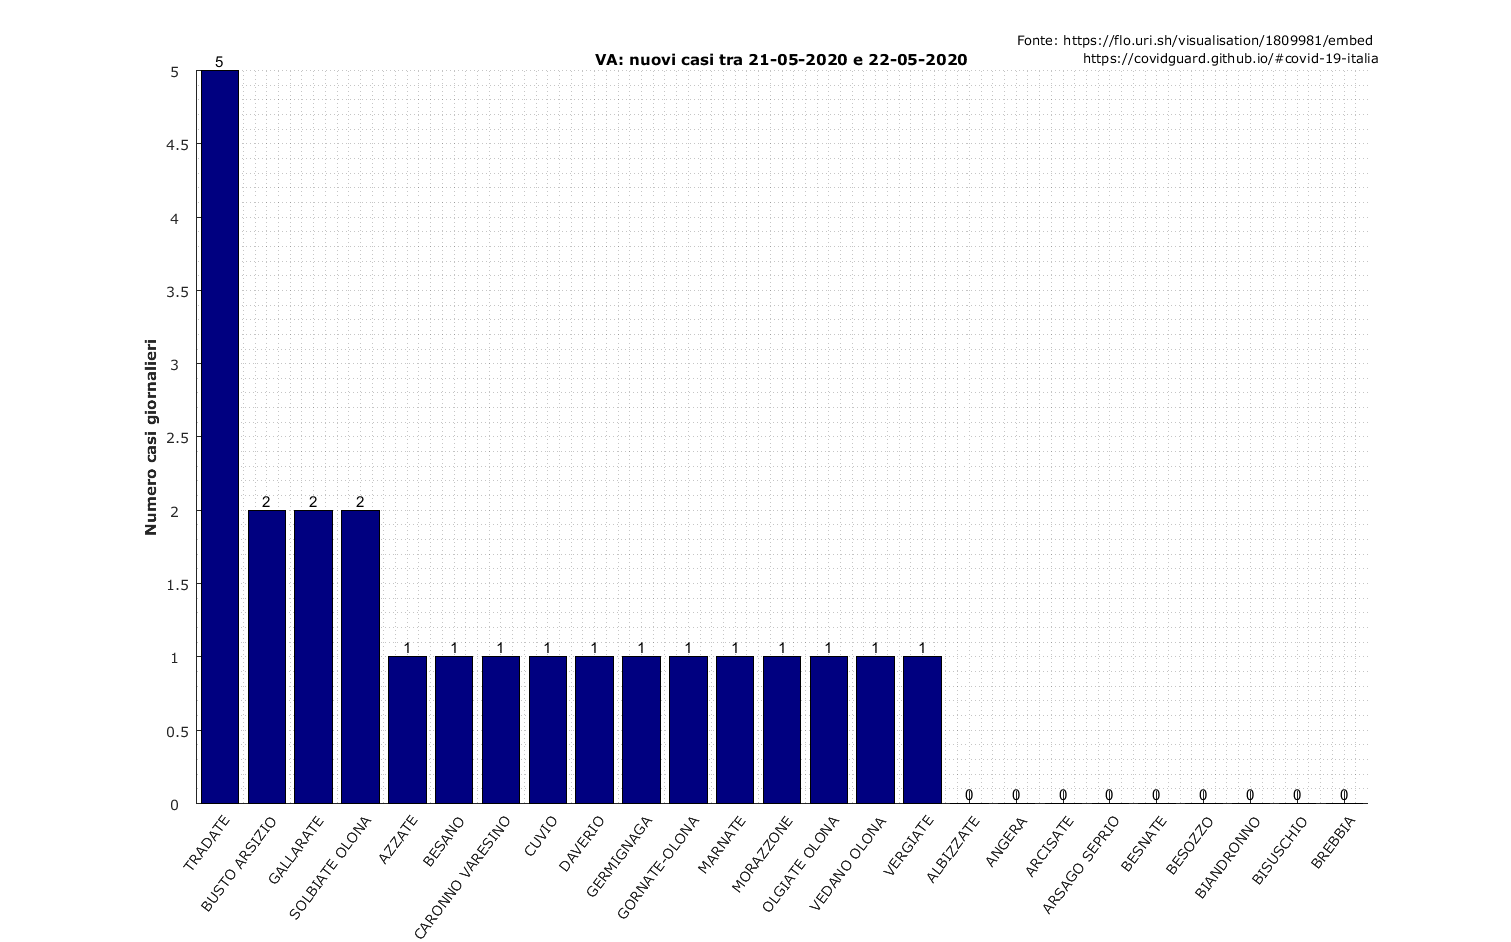 Fonte: https://flo.uri.sh/visualisation/1809981/embed
https://covidguard.github.io/#covid-19-italia
VA: nuovi casi tra 21-05-2020 e 22-05-2020
Numero casi giornalieri
5
4.5
4
3.5
3
2.5
2
1.5
1
0.5
0
5
2
2
2
1
1
1
1
1
1
1
1
1
1
1
1
0
0
0
0
0
0
0
0
0
TRADATE
BUSTO ARSIZIO
GALLARATE
SOLBIATE OLONA
AZZATE
BESANO
CARONNO VARESINO
CUVIO
DAVERIO
GERMIGNAGA
GORNATE-OLONA
MARNATE
MORAZZONE
OLGIATE OLONA
VEDANO OLONA
VERGIATE
ALBIZZATE
ANGERA
ARCISATE
ARSAGO SEPRIO
BESNATE
BESOZZO
BIANDRONNO
BISUSCHIO
BREBBIA